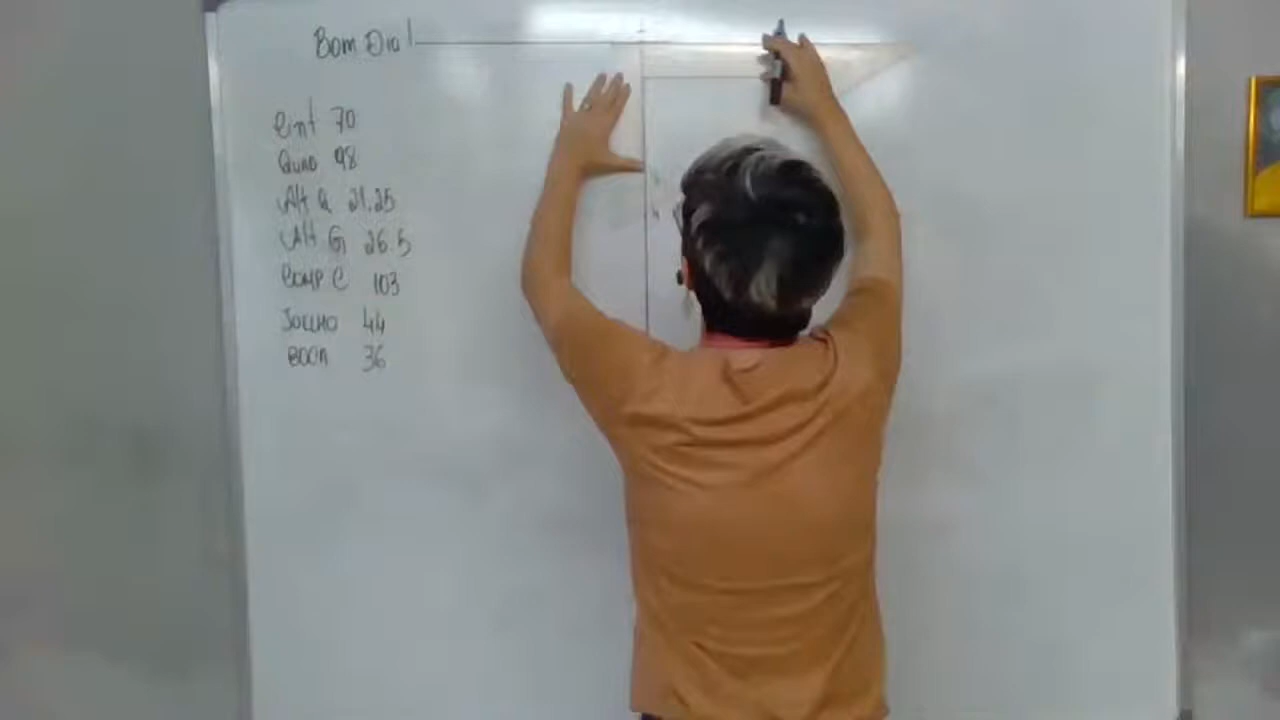 Bom Dia!
Cint 70
Quad 98
Alt Q 21.25
Alt G 26.5
Comp C 103
Joelho 44
Boca 36